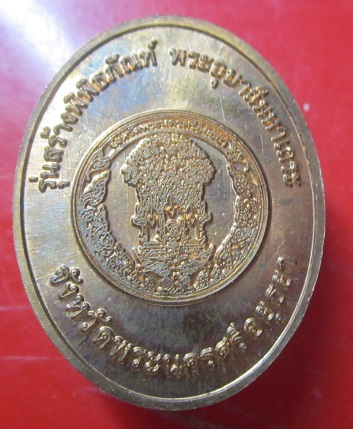 รุ่นสร้างพิพิธภัณฑ์ พระอุบาลีมหาเถระ
จังหวัดพระนครศรีอยุธยา